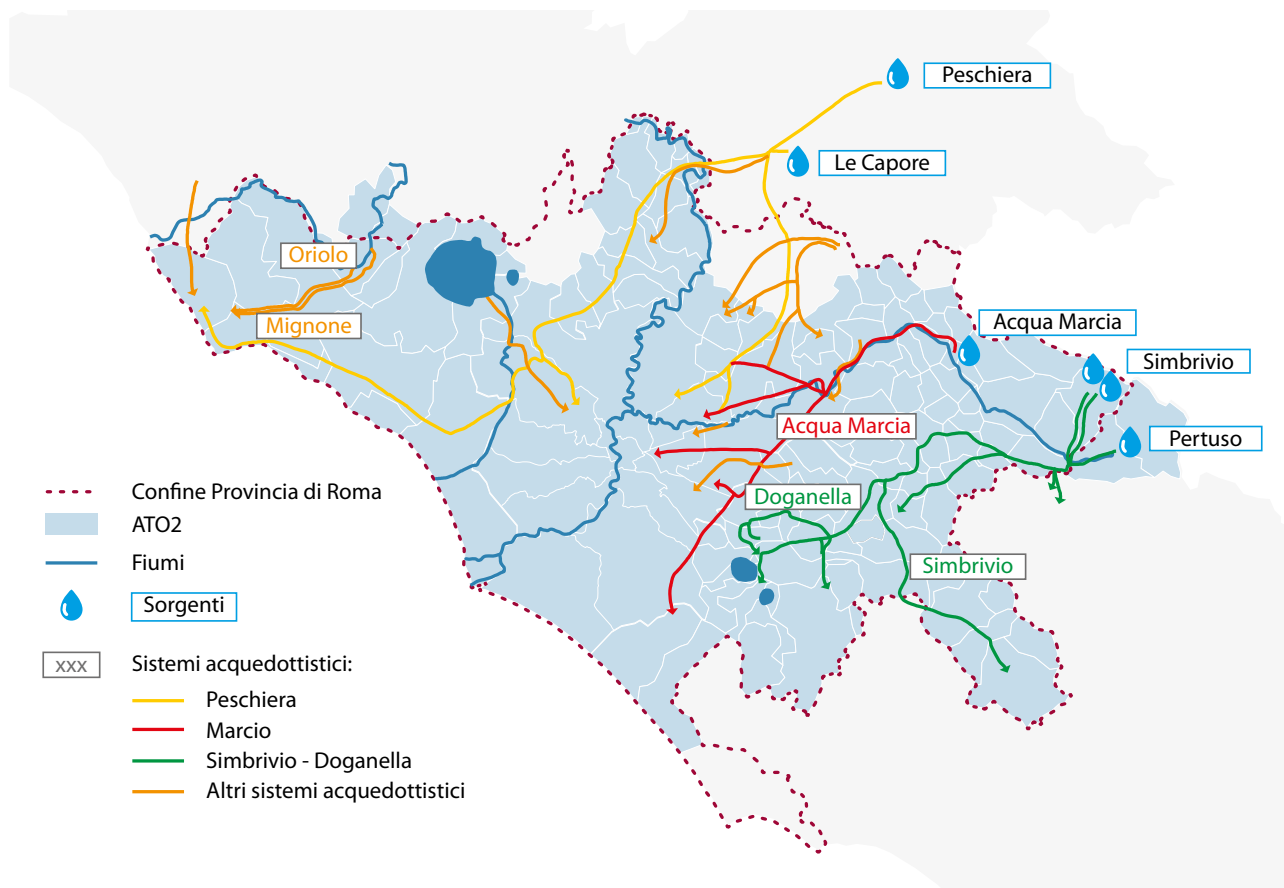 Peschiera
Le Capore
Oriolo
Mignone
Acqua Marcia
Simbrivio
Acqua Marcia
Pertuso
Doganella
Simbrivio
Confine Provincia di Roma
ATO2
Fiumi
Sorgenti
xxx Sistemi acquedottistici:
Peschiera
Marcio
Simbrivio - Doganella
Altri sistemi acquedottistici